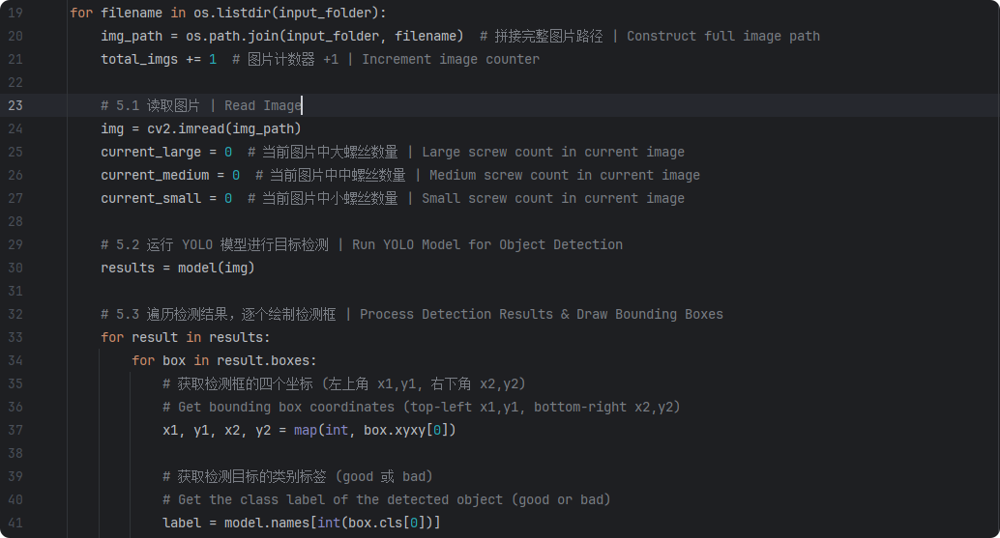 19 for filename in os.listdir(input_folder):
20 img_path = os.path.join(input_folder, filename)  # 拼接完整图片路径 | Construct full image path
21 total_imgs += 1  # 图片计数器 +1 | Increment image counter
22
23 # 5.1 读取图片 | Read Image
24 img = cv2.imread(img_path)
25 current_large = 0  # 当前图片中大螺丝数量 | Large screw count in current image
26 current_medium = 0  # 当前图片中中螺丝数量 | Medium screw count in current image
27 current_small = 0  # 当前图片中小螺丝数量 | Small screw count in current image
28
29 # 5.2 运行 YOLO 模型进行目标检测 | Run YOLO Model for Object Detection
30 results = model(img)
31
32 # 5.3 遍历检测结果，逐个绘制检测框 | Process Detection Results & Draw Bounding Boxes
33 for result in results:
34 for box in result.boxes:
35 # 获取检测框的四个坐标 (左上角 x1,y1, 右下角 x2,y2)
36 # Get bounding box coordinates (top-left x1,y1, bottom-right x2,y2)
37 x1, y1, x2, y2 = map(int, box.xyxy[0])
38
39 # 获取检测目标的类别标签 (good 或 bad)
40 # Get the class label of the detected object (good or bad)
41 label = model.names[int(box.cls[0])]